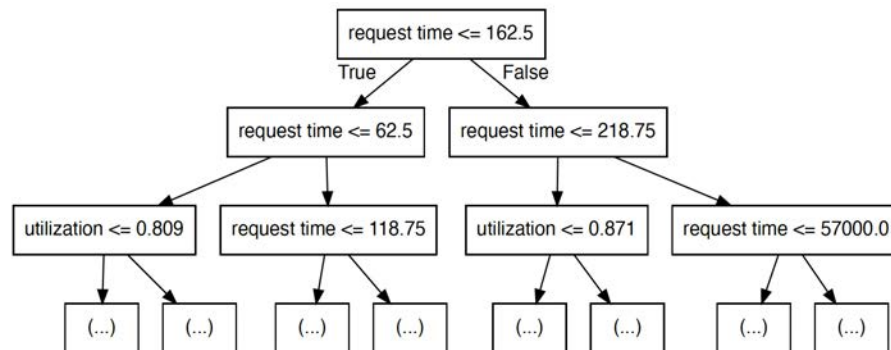 request time <= 162.5
True
False
request time <= 62.5
request time <= 218.75
utilization <= 0.809
request time <= 118.75
utilization <= 0.871
request time <= 57000.0
(...)
(...)
(...)
(...)
(...)
(...)
(...)
(...)